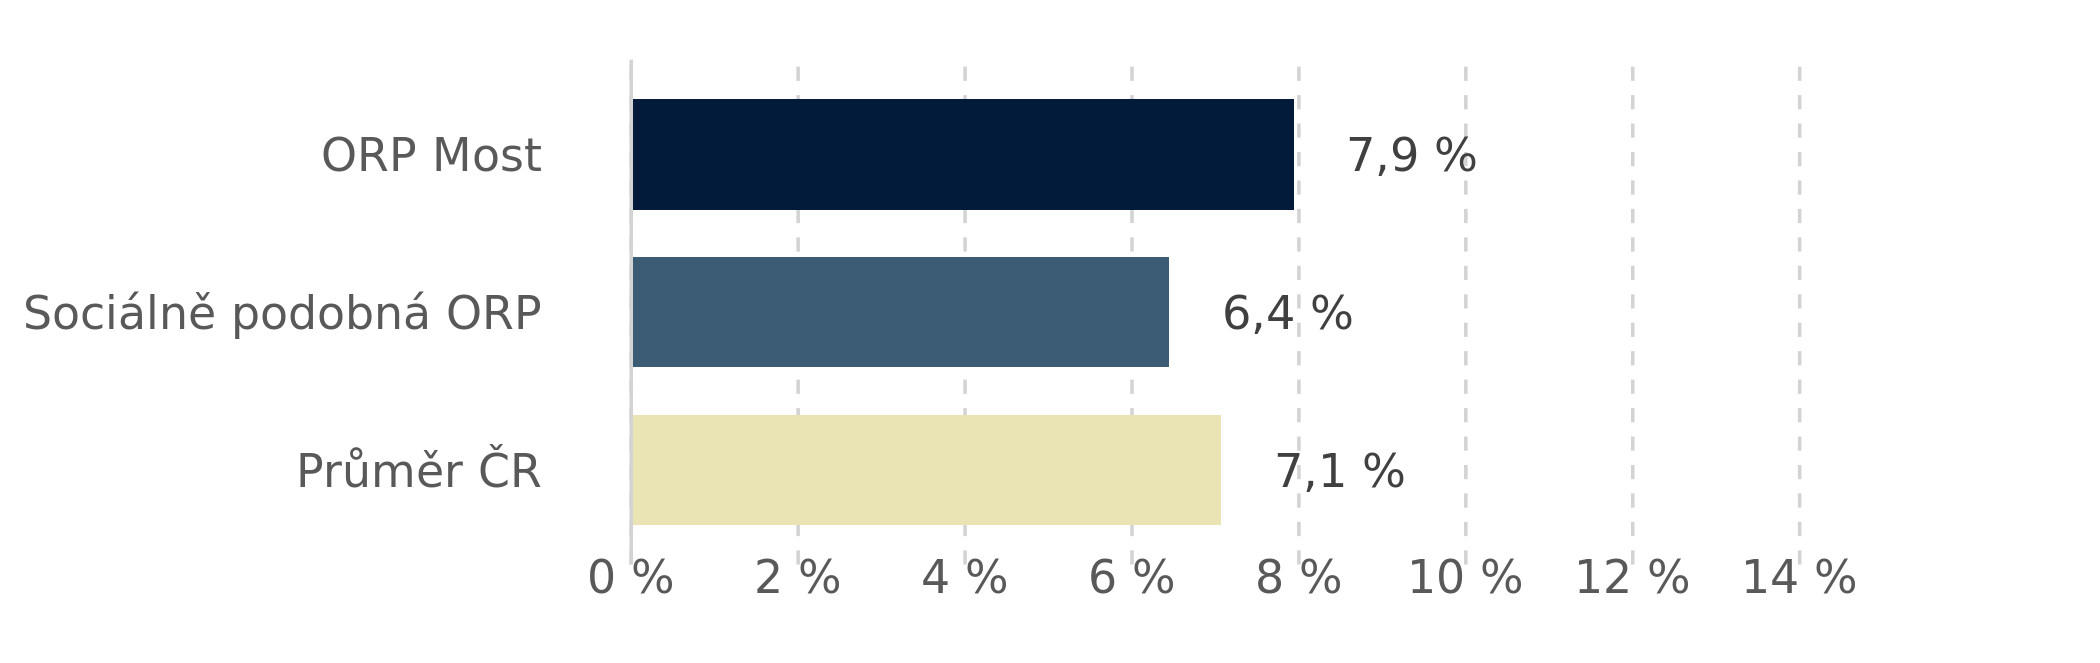 ORP Most
7,9 %
Sociálně podobná ORP
6,4 %
Průměr ČR
7,1 %
0 % 2 % 4 % 6 % 8 % 10 % 12 % 14 %